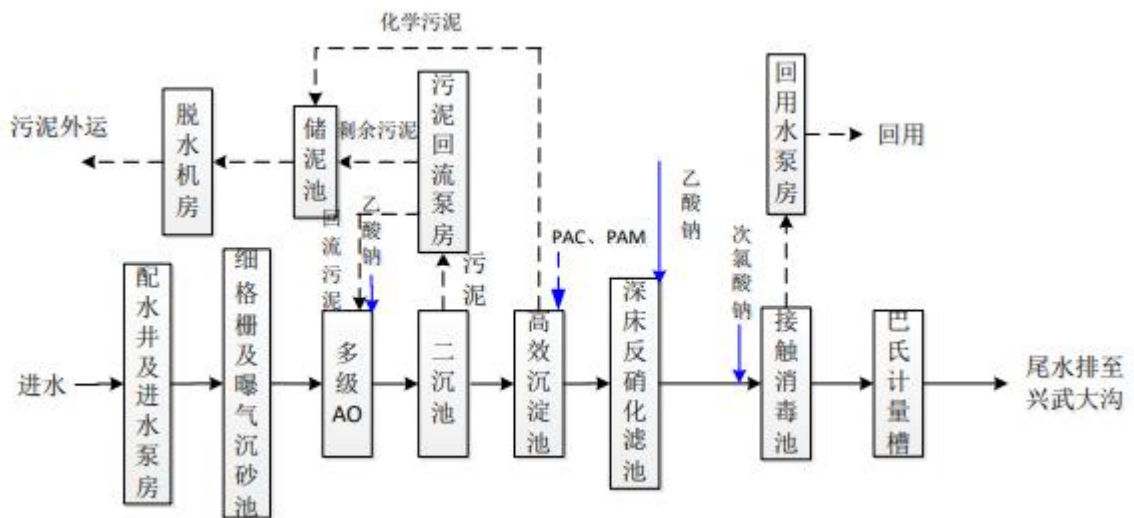 化学污泥
污泥外运
脱水机房
储泥池
剩余污泥
污泥回流泵房
回用水泵房
回用
回流污泥
乙酸钠
污泥
PAC、PAM
乙酸钠
次氯酸钠
进水
配水井及进水泵房
细格栅及曝气沉砂池
多级
AO
二沉池
高效沉淀池
深床反硝化滤池
接触消毒池
巴氏计量槽
尾水排至
兴武大沟